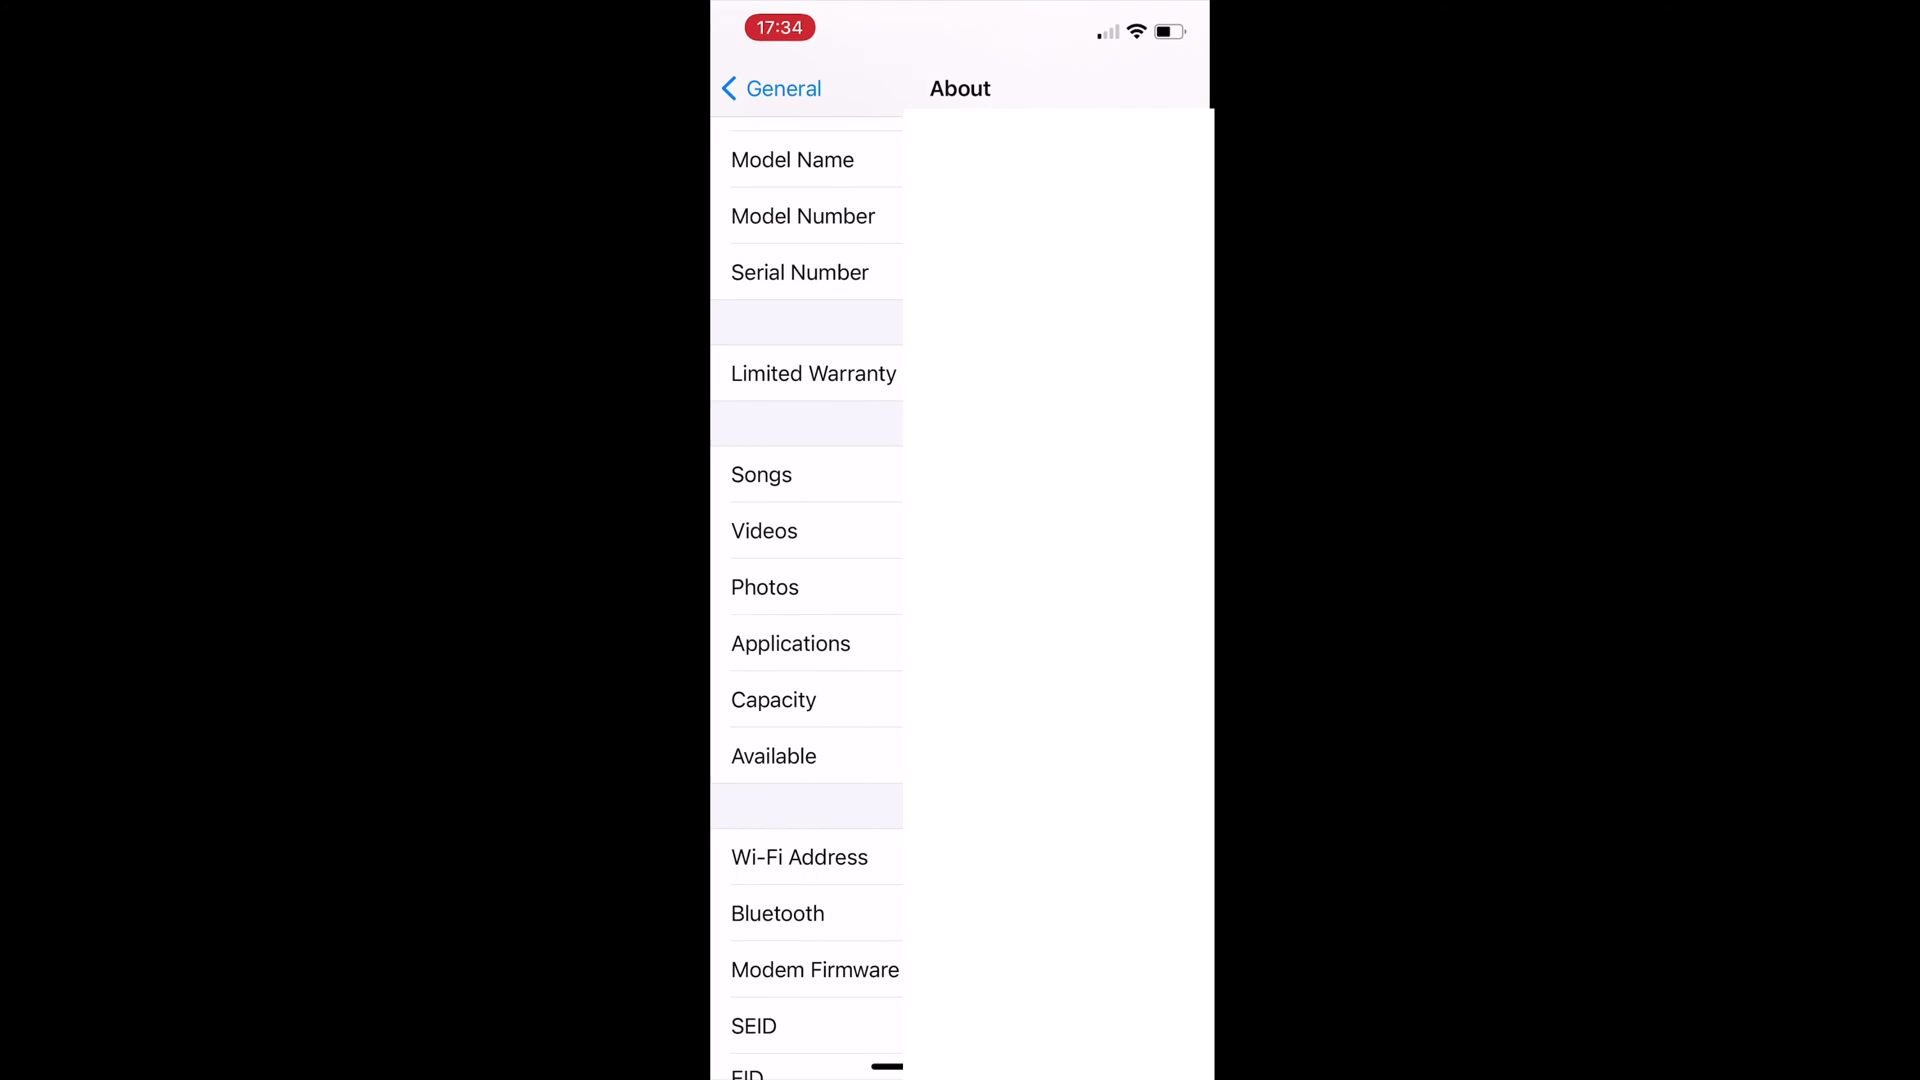 17:34
General
About
Model Name
Model Number
Serial Number
Limited Warranty
Songs
Videos
Photos
Applications
Capacity
Available
Wi-Fi Address
Bluetooth
Modem Firmware
SEID